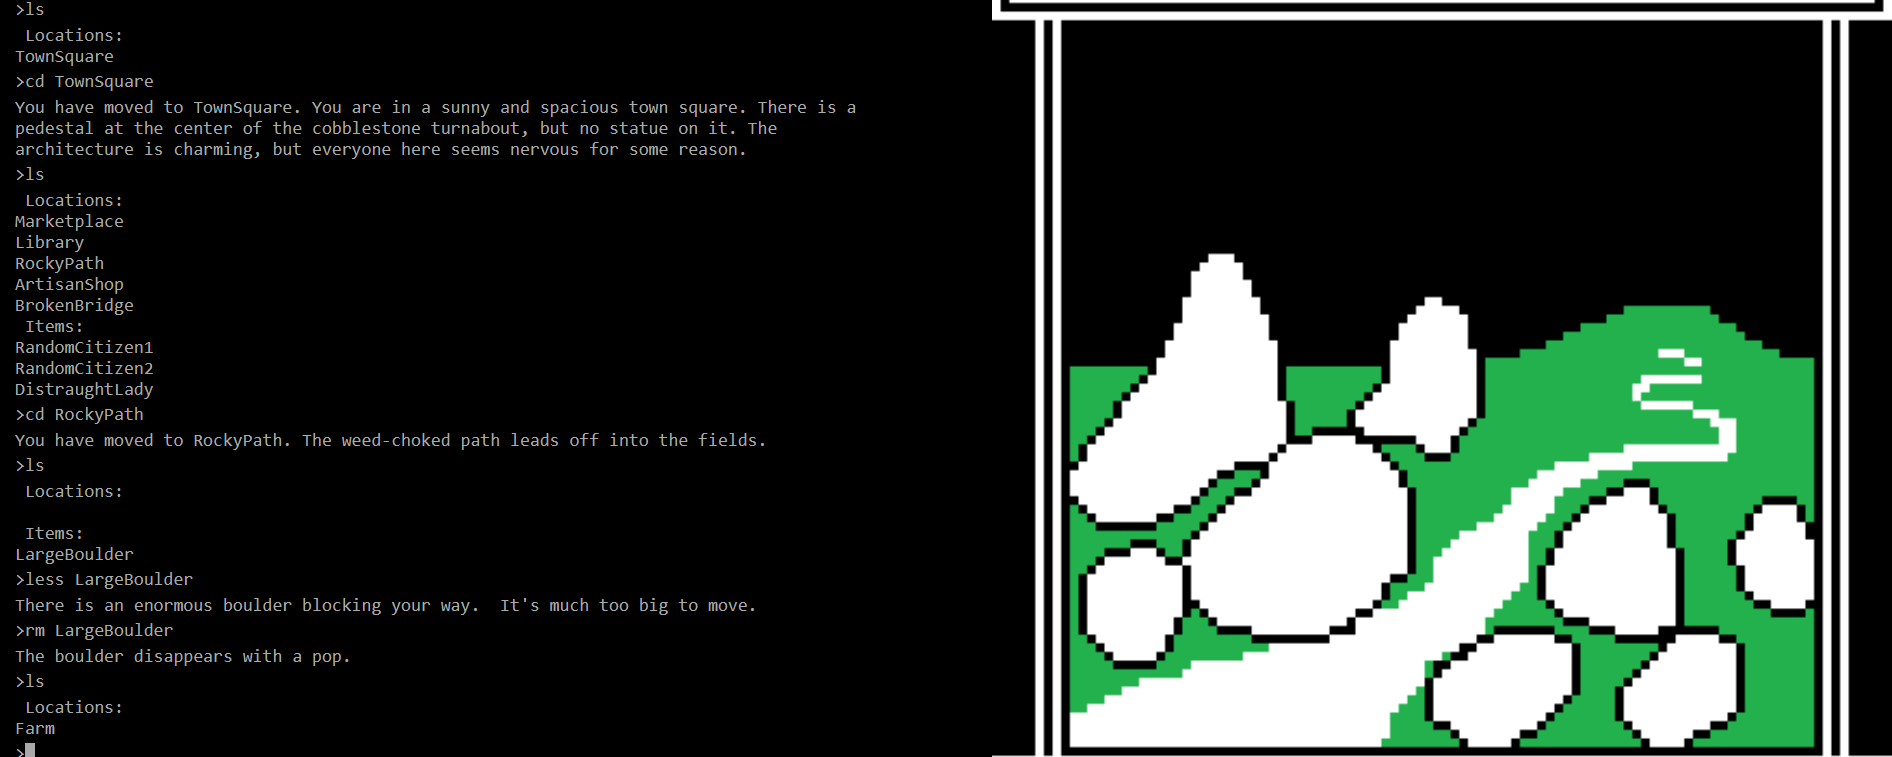 >ls
Locations:
TownSquare
>cd TownSquare
You have moved to TownSquare. You are in a sunny and spacious town square. There is a
pedestal at the center of the cobblestone turnabout, but no statue on it. The
architecture is charming, but everyone here seems nervous for some reason.
>ls
Locations:
Marketplace
Library
RockyPath
ArtisanShop
BrokenBridge
Items:
RandomCitizen1
RandomCitizen2
DistraughtLady
>cd RockyPath
You have moved to RockyPath. The weed-choked path leads off into the fields.
>ls
Locations:
Items:
LargeBoulder
>less LargeBoulder
There is an enormous boulder blocking your way.  It's much too big to move.
>rm LargeBoulder
The boulder disappears with a pop.
>ls
Locations:
Farm
>